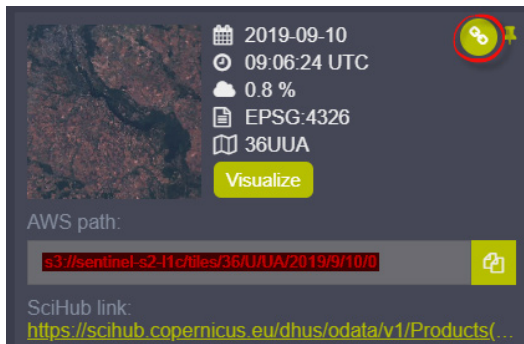 2019-09-10
09:06:24 UTC
0.8 %
EPSG:4326
36UUA
Visualize
AWS path:
s3://sentinel-s2-l1c/tiles/36/U/UA/2019/9/10/0
SciHub link:
https://scihub.copernicus.eu/dhus/odata/v1/Products(...